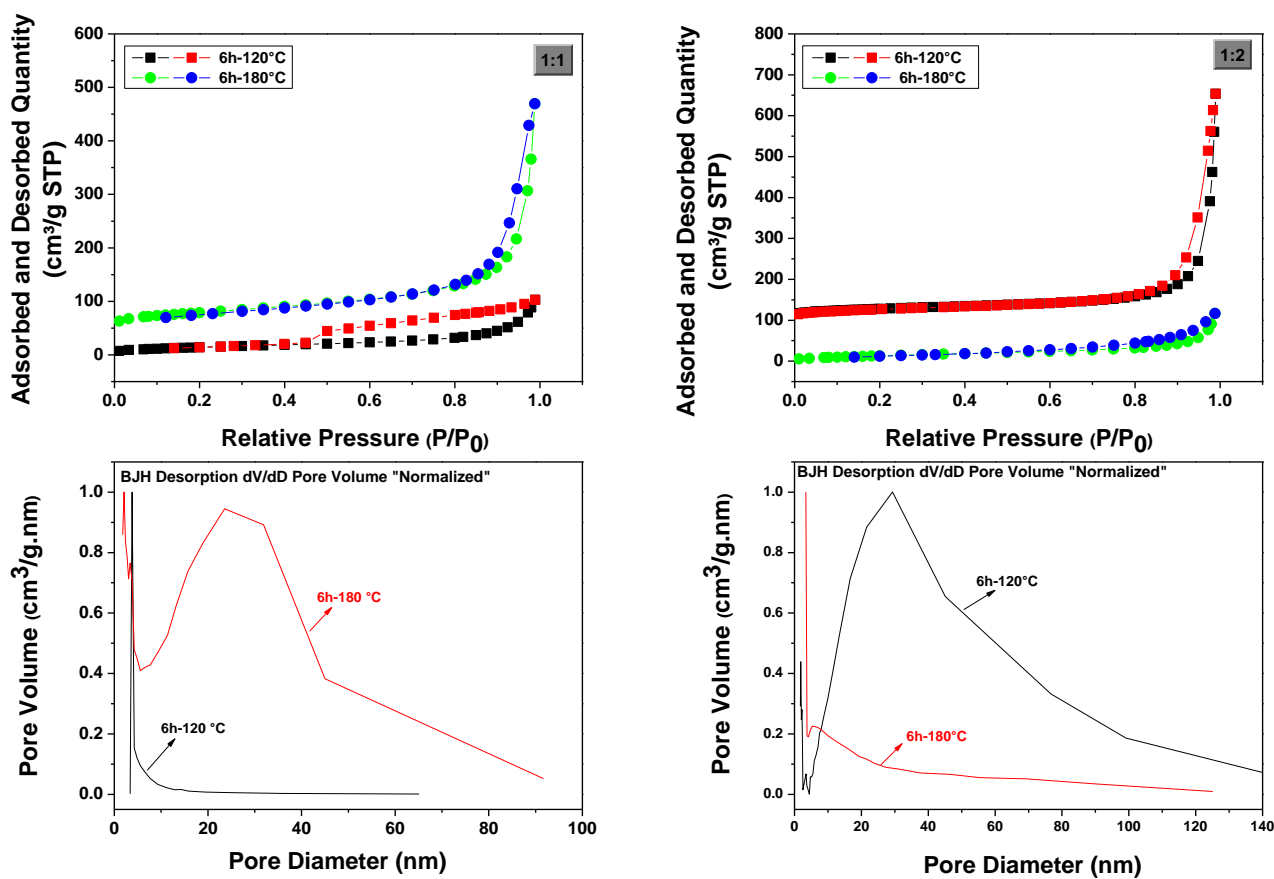 Adsorbed and Desorbed Quantity
(cm³/g STP)
600
500
400
300
200
100
0
6h-120°C
6h-180°C
1:1
0.0 0.2 0.4 0.6 0.8 1.0
Relative Pressure (P/P0)
Adsorbed and Desorbed Quantity
(cm³/g STP)
800
700
600
500
400
300
200
100
0
6h-120°C
6h-180°C
1:2
0.0 0.2 0.4 0.6 0.8 1.0
Relative Pressure (P/P0)
Pore Volume (cm3/g.nm)
BJH Desorption dV/dD Pore Volume "Normalized"
1.0
0.8
0.6
0.4
0.2
0.0
6h-180 °C
6h-120 °C
0 20 40 60 80 100
Pore Diameter (nm)
Pore Volume (cm3/g.nm)
BJH Desorption dV/dD Pore Volume "Normalized"
1.0
0.8
0.6
0.4
0.2
0.0
6h-120°C
6h-180°C
0 20 40 60 80 100 120 140
Pore Diameter (nm)